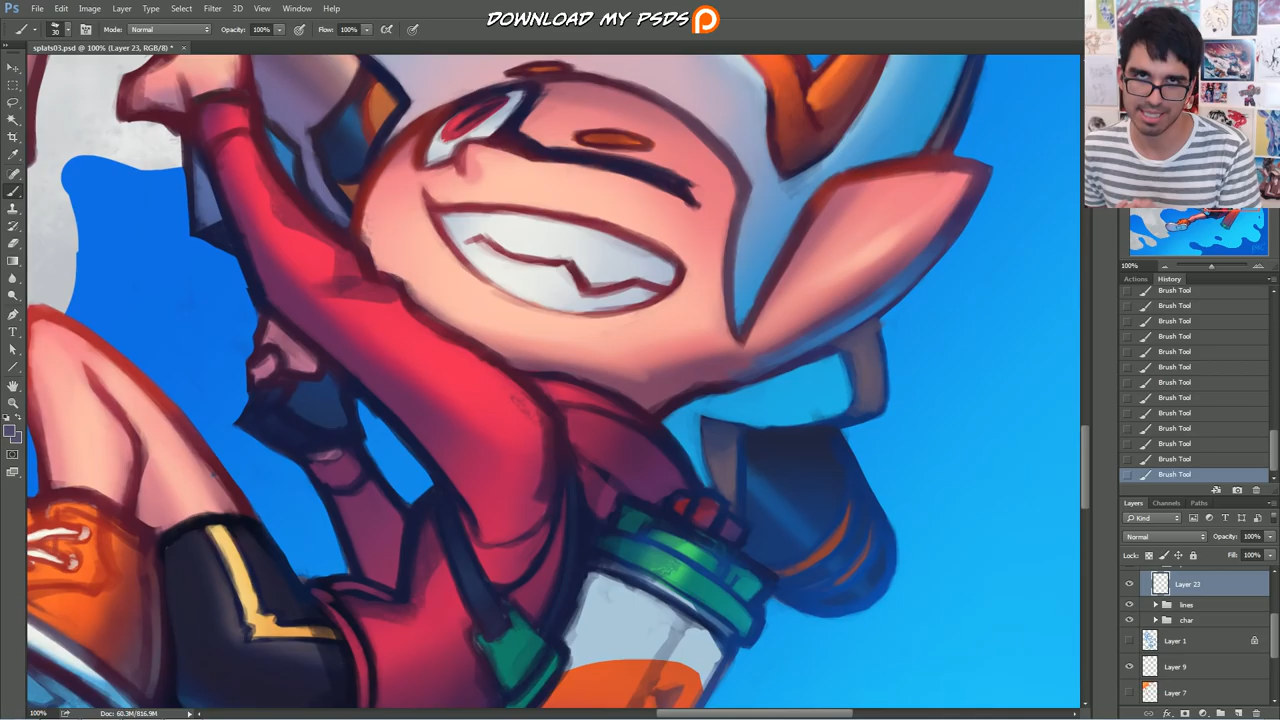 Ps File Edit Image Layer Type Select Filter 3D View Window Help
DOWNLOAD MY PSDS
30 Mode: Normal Opacity: 100% Flow: 100%
splats03.psd @ 100% (Layer 23, RGB/8) * ×
100%
Actions History
Brush Tool
Brush Tool
Brush Tool
Brush Tool
Brush Tool
Brush Tool
Brush Tool
Brush Tool
Brush Tool
Brush Tool
Brush Tool
Brush Tool
Brush Tool
Layers Channels Paths
Kind
Normal Opacity: 100%
Lock: Fill: 100%
Layer 23
lines
char
Layer 1
Layer 9
Layer 7
100% Doc: 60.3M/816.9M